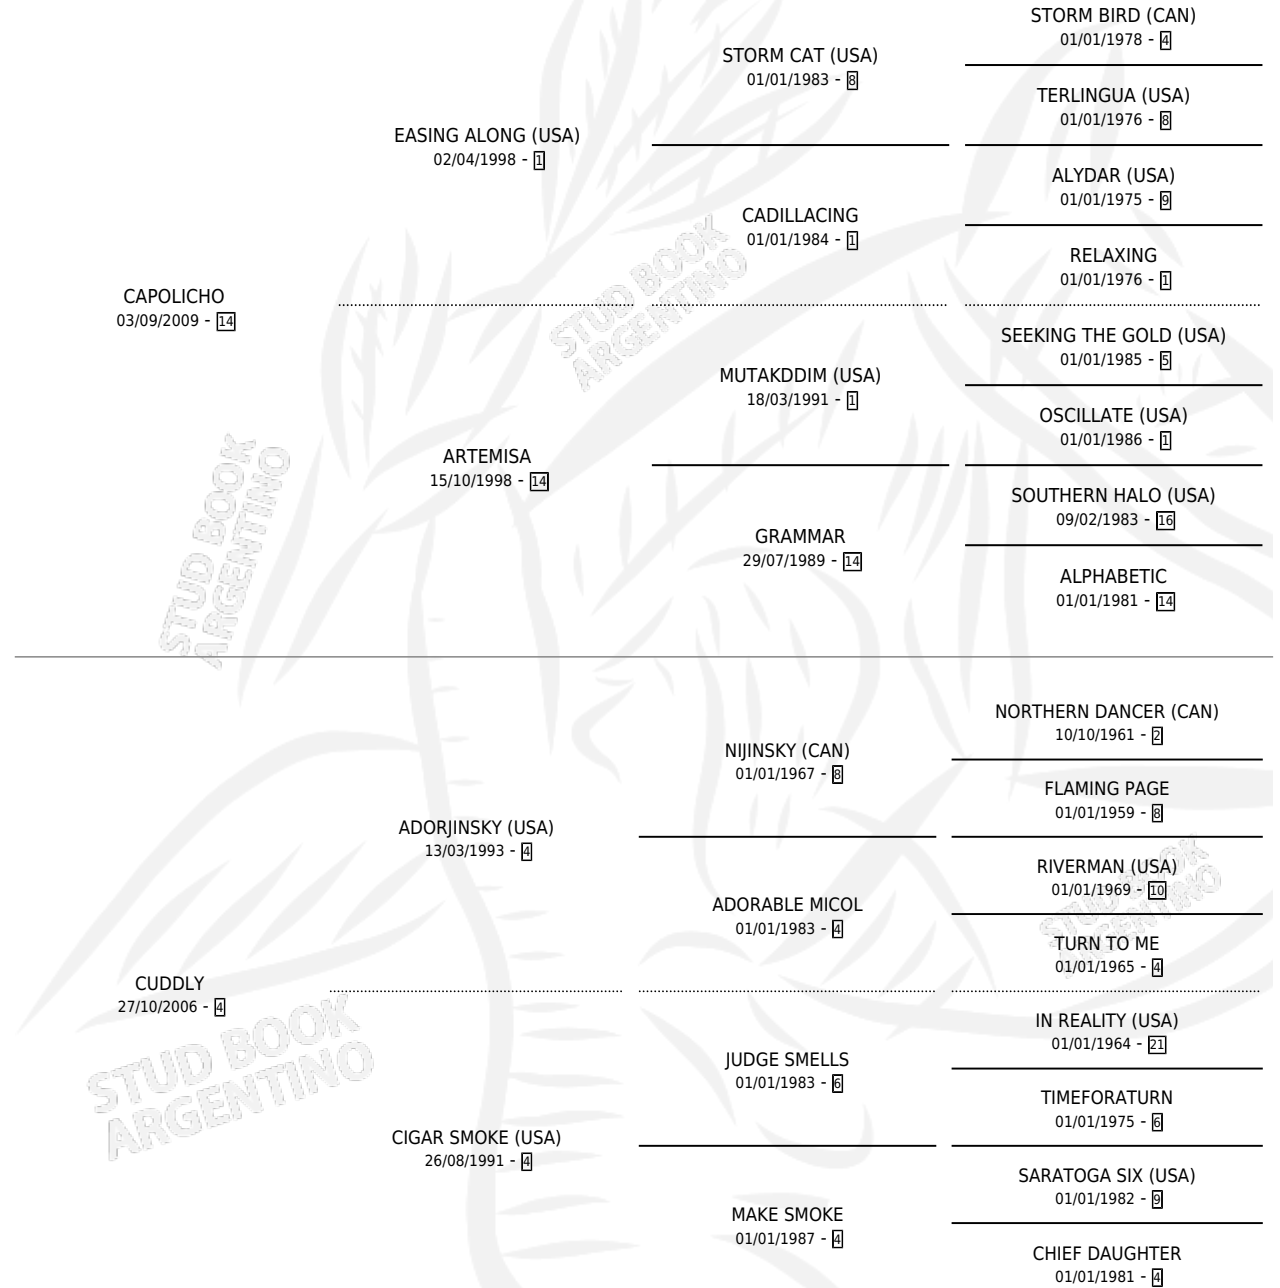 STORM BIRD (CAN)
01/01/1978 - 4
STORM CAT (USA)
01/01/1983 - 8
TERLINGUA (USA)
01/01/1976 - 8
EASING ALONG (USA)
02/04/1998 - 1
ALYDAR (USA)
01/01/1975 - 9
CADILLACING
01/01/1984 - 1
RELAXING
01/01/1976 - 1
CAPOLICHO
03/09/2009 - 14
STUD BOOK
ARGENTINO
SEEKING THE GOLD (USA)
01/01/1985 - 5
MUTAKDDIM (USA)
18/03/1991 - 1
OSCILLATE (USA)
01/01/1986 - 1
ARTEMISA
15/10/1998 - 14
STUD BOOK
ARGENTINO
SOUTHERN HALO (USA)
09/02/1983 - 16
GRAMMAR
29/07/1989 - 14
ALPHABETIC
01/01/1981 - 14
NORTHERN DANCER (CAN)
10/10/1961 - 2
NIJINSKY (CAN)
01/01/1967 - 8
FLAMING PAGE
01/01/1959 - 8
ADORJINSKY (USA)
13/03/1993 - 4
RIVERMAN (USA)
01/01/1969 - 10
STUD BOOK
ARGENTINO
ADORABLE MICOL
01/01/1983 - 4
TURN TO ME
01/01/1965 - 4
CUDDLY
27/10/2006 - 4
STUD BOOK
ARGENTINO
IN REALITY (USA)
01/01/1964 - 21
JUDGE SMELLS
01/01/1983 - 6
TIMEFORATURN
01/01/1975 - 6
CIGAR SMOKE (USA)
26/08/1991 - 4
SARATOGA SIX (USA)
01/01/1982 - 9
MAKE SMOKE
01/01/1987 - 4
CHIEF DAUGHTER
01/01/1981 - 4